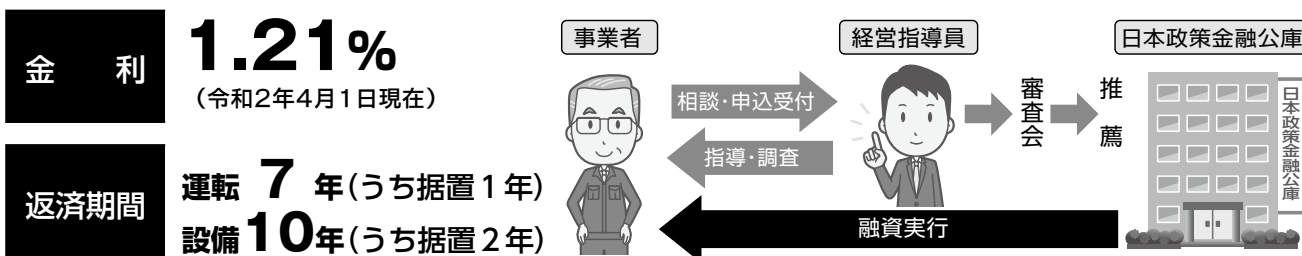 金利
1.21%
(令和2年4月1日現在)
返済期間
運転 7 年(うち据置1年)
設備10年(うち据置2年)
事業者
相談・申込受付
指導・調査
経営指導員
審査会
推薦
日本政策金融公庫
日本政策金融公庫
融資実行